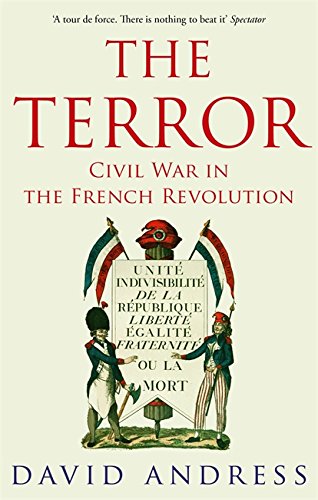 'A tour de force. There is nothing to beat it' Spectator
THE
TERROR
CIVIL WAR IN
THE FRENCH REVOLUTION
UNITÉ
INDIVISIBILITÉ
DE LA
RÉPUBLIQUE
LIBERTÉ
ÉGALITÉ
FRATERNITÉ
OU LA
MORT
DAVID ANDRESS